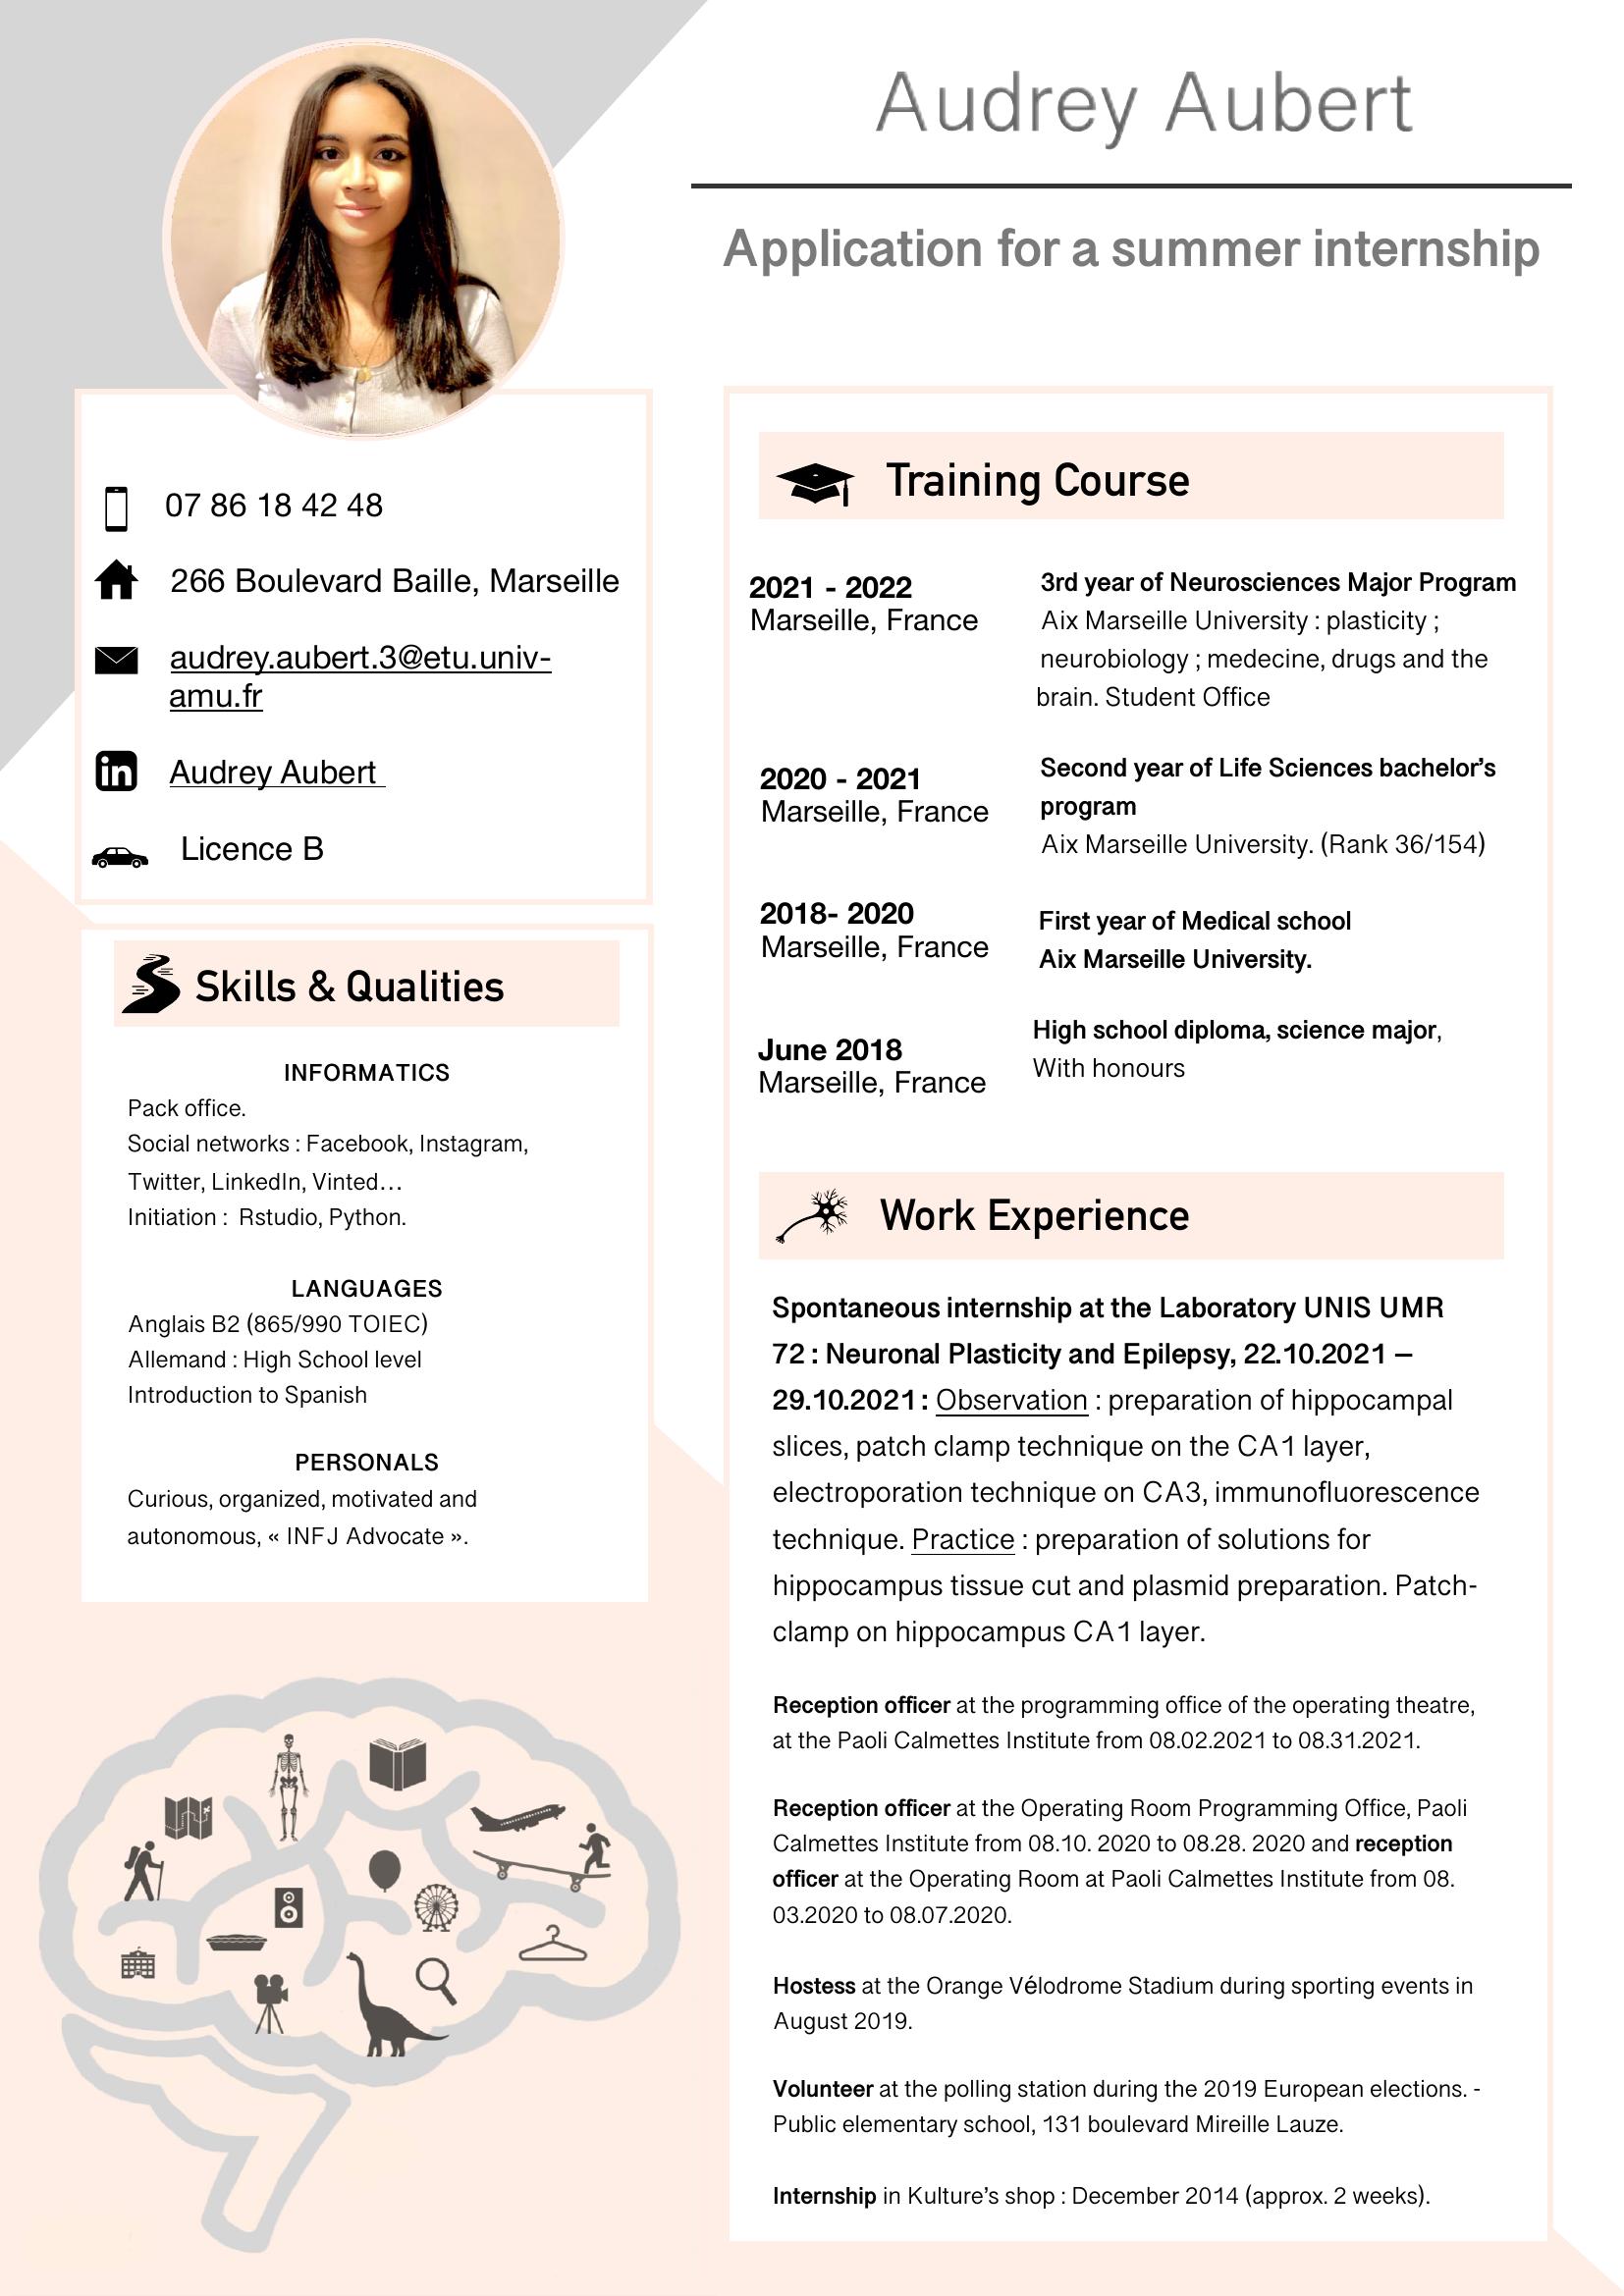 Audrey Aubert
Application for a summer internship
07 86 18 42 48
266 Boulevard Baille, Marseille
audrey.aubert.3@etu.univ-
amu.fr
in
Audrey Aubert
Licence B
Skills & Qualities
INFORMATICS
Pack office.
Social networks : Facebook, Instagram,
Twitter, LinkedIn, Vinted…
Initiation : Rstudio, Python.
LANGUAGES
Anglais B2 (865/990 TOIEC)
Allemand : High School level
Introduction to Spanish
PERSONALS
Curious, organized, motivated and
autonomous, « INFJ Advocate ».
Training Course
2021 - 2022
Marseille, France
3rd year of Neurosciences Major Program
Aix Marseille University : plasticity ;
neurobiology ; medecine, drugs and the
brain. Student Office
2020 - 2021
Marseille, France
Second year of Life Sciences bachelor’s
program
Aix Marseille University. (Rank 36/154)
2018- 2020
Marseille, France
First year of Medical school
Aix Marseille University.
June 2018
Marseille, France
High school diploma, science major,
With honours
Work Experience
Spontaneous internship at the Laboratory UNIS UMR
72 : Neuronal Plasticity and Epilepsy, 22.10.2021 –
29.10.2021 : Observation : preparation of hippocampal
slices, patch clamp technique on the CA1 layer,
electroporation technique on CA3, immunofluorescence
technique. Practice : preparation of solutions for
hippocampus tissue cut and plasmid preparation. Patch-
clamp on hippocampus CA1 layer.
Reception officer at the programming office of the operating theatre,
at the Paoli Calmettes Institute from 08.02.2021 to 08.31.2021.
Reception officer at the Operating Room Programming Office, Paoli
Calmettes Institute from 08.10. 2020 to 08.28. 2020 and reception
officer at the Operating Room at Paoli Calmettes Institute from 08.
03.2020 to 08.07.2020.
Hostess at the Orange Vélodrome Stadium during sporting events in
August 2019.
Volunteer at the polling station during the 2019 European elections. -
Public elementary school, 131 boulevard Mireille Lauze.
Internship in Kulture’s shop : December 2014 (approx. 2 weeks).